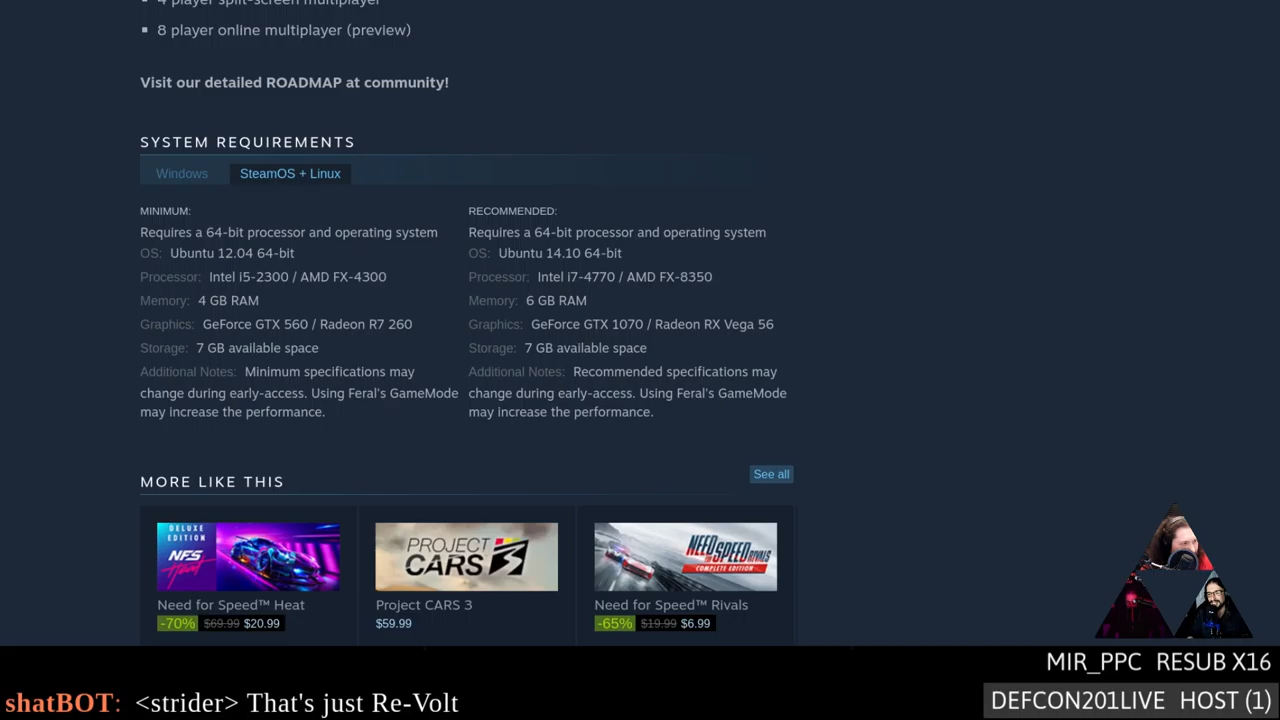 4 player split-screen multiplayer
8 player online multiplayer (preview)
Visit our detailed ROADMAP at community!
SYSTEM REQUIREMENTS
Windows SteamOS + Linux
MINIMUM:
Requires a 64-bit processor and operating system
OS: Ubuntu 12.04 64-bit
Processor: Intel i5-2300 / AMD FX-4300
Memory: 4 GB RAM
Graphics: GeForce GTX 560 / Radeon R7 260
Storage: 7 GB available space
Additional Notes: Minimum specifications may
change during early-access. Using Feral's GameMode
may increase the performance.
RECOMMENDED:
Requires a 64-bit processor and operating system
OS: Ubuntu 14.10 64-bit
Processor: Intel i7-4770 / AMD FX-8350
Memory: 6 GB RAM
Graphics: GeForce GTX 1070 / Radeon RX Vega 56
Storage: 7 GB available space
Additional Notes: Recommended specifications may
change during early-access. Using Feral's GameMode
may increase the performance.
MORE LIKE THIS
See all
DELUXE
EDITION
NFS
Heat
Need for Speed™ Heat
-70% $69.99 $20.99
PROJECT
CARS 3
Project CARS 3
$59.99
NEED FOR SPEED RIVALS
COMPLETE EDITION
Need for Speed™ Rivals
-65% $19.99 $6.99
MIR_PPC RESUB X16
shatBOT: <strider> That's just Re-Volt
DEFCON201LIVE HOST (1)